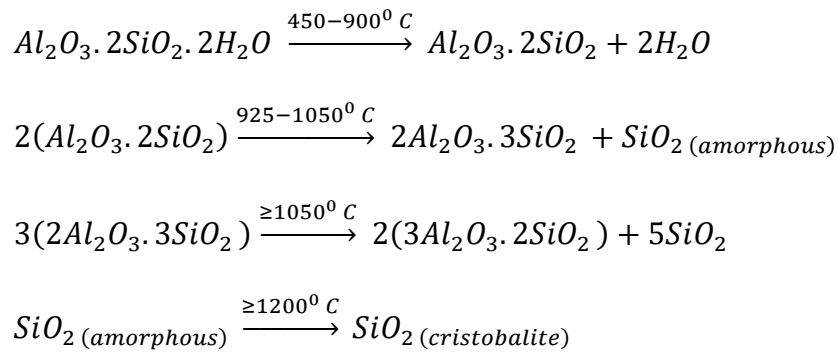 Al₂O₃.2SiO₂.2H₂O —(450−900⁰ C)→ Al₂O₃.2SiO₂ + 2H₂O
2(Al₂O₃.2SiO₂) —(925−1050⁰ C)→ 2Al₂O₃.3SiO₂ + SiO₂ (amorphous)
3(2Al₂O₃.3SiO₂) —(≥1050⁰ C)→ 2(3Al₂O₃.2SiO₂) + 5SiO₂
SiO₂ (amorphous) —(≥1200⁰ C)→ SiO₂ (cristobalite)